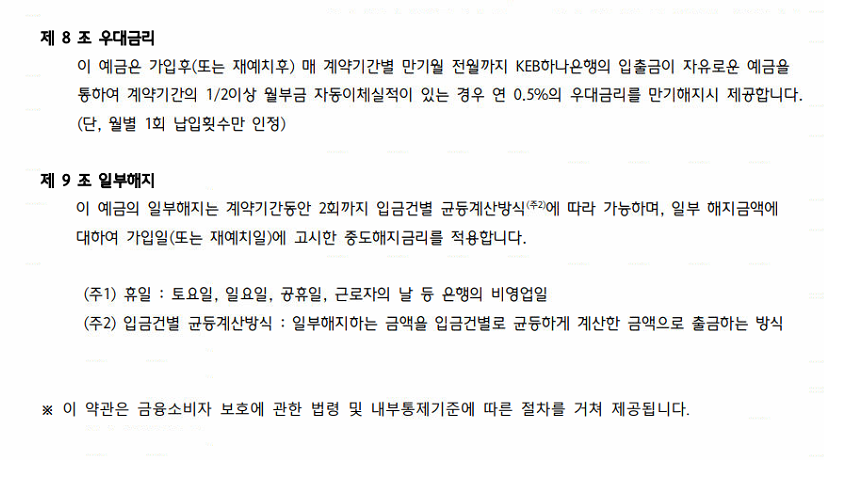 제 8 조 우대금리
이 예금은 가입후(또는 재예치후) 매 계약기간별 만기월 전월까지 KEB하나은행의 입출금이 자유로운 예금을
통하여 계약기간의 1/2이상 월부금 자동이체실적이 있는 경우 연 0.5%의 우대금리를 만기해지시 제공합니다.
(단, 월별 1회 납입횟수만 인정)
제 9 조 일부해지
이 예금의 일부해지는 계약기간동안 2회까지 입금건별 균등계산방식(주2)에 따라 가능하며, 일부 해지금액에
대하여 가입일(또는 재예치일)에 고시한 중도해지금리를 적용합니다.
(주1) 휴일 : 토요일, 일요일, 공휴일, 근로자의 날 등 은행의 비영업일
(주2) 입금건별 균등계산방식 : 일부해지하는 금액을 입금건별로 균등하게 계산한 금액으로 출금하는 방식
※ 이 약관은 금융소비자 보호에 관한 법령 및 내부통제기준에 따른 절차를 거쳐 제공됩니다.